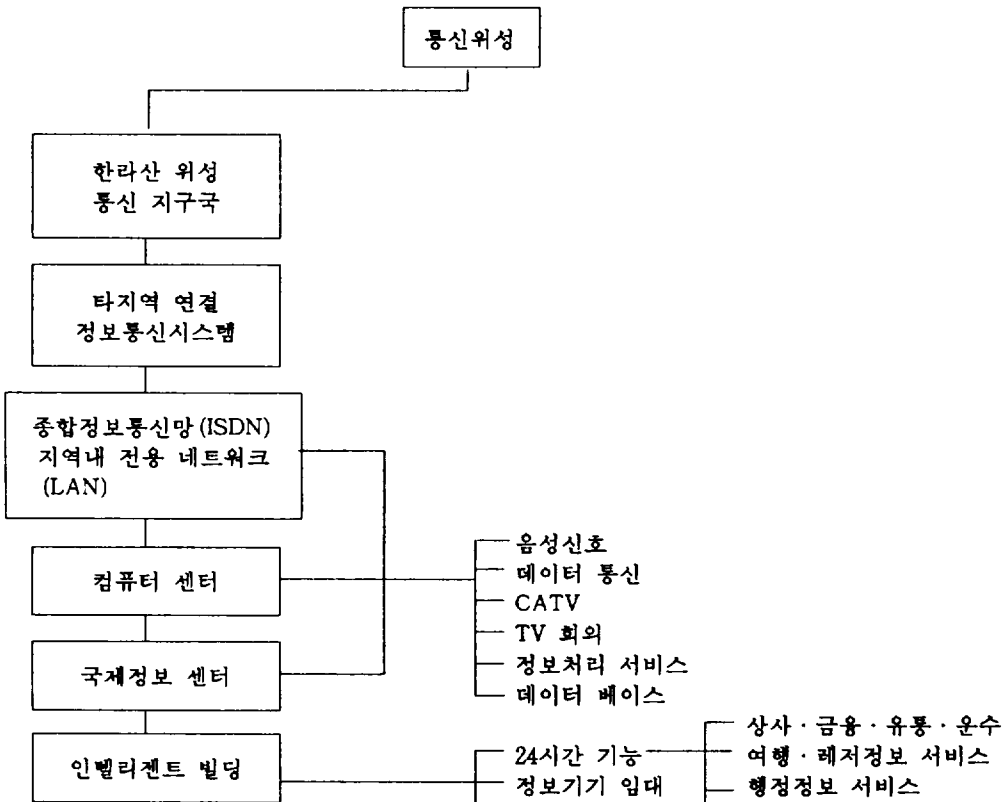 통신위성
한라산 위성
통신 지구국
타지역 연결
정보통신시스템
종합정보통신망(ISDN)
지역내 전용 네트워크
(LAN)
컴퓨터 센터
국제정보 센터
인텔리젠트 빌딩
음성신호
데이터 통신
CATV
TV 회의
정보처리 서비스
데이터 베이스
24시간 기능
정보기기 임대
상사·금융·유통·운수
여행·레저정보 서비스
행정정보 서비스